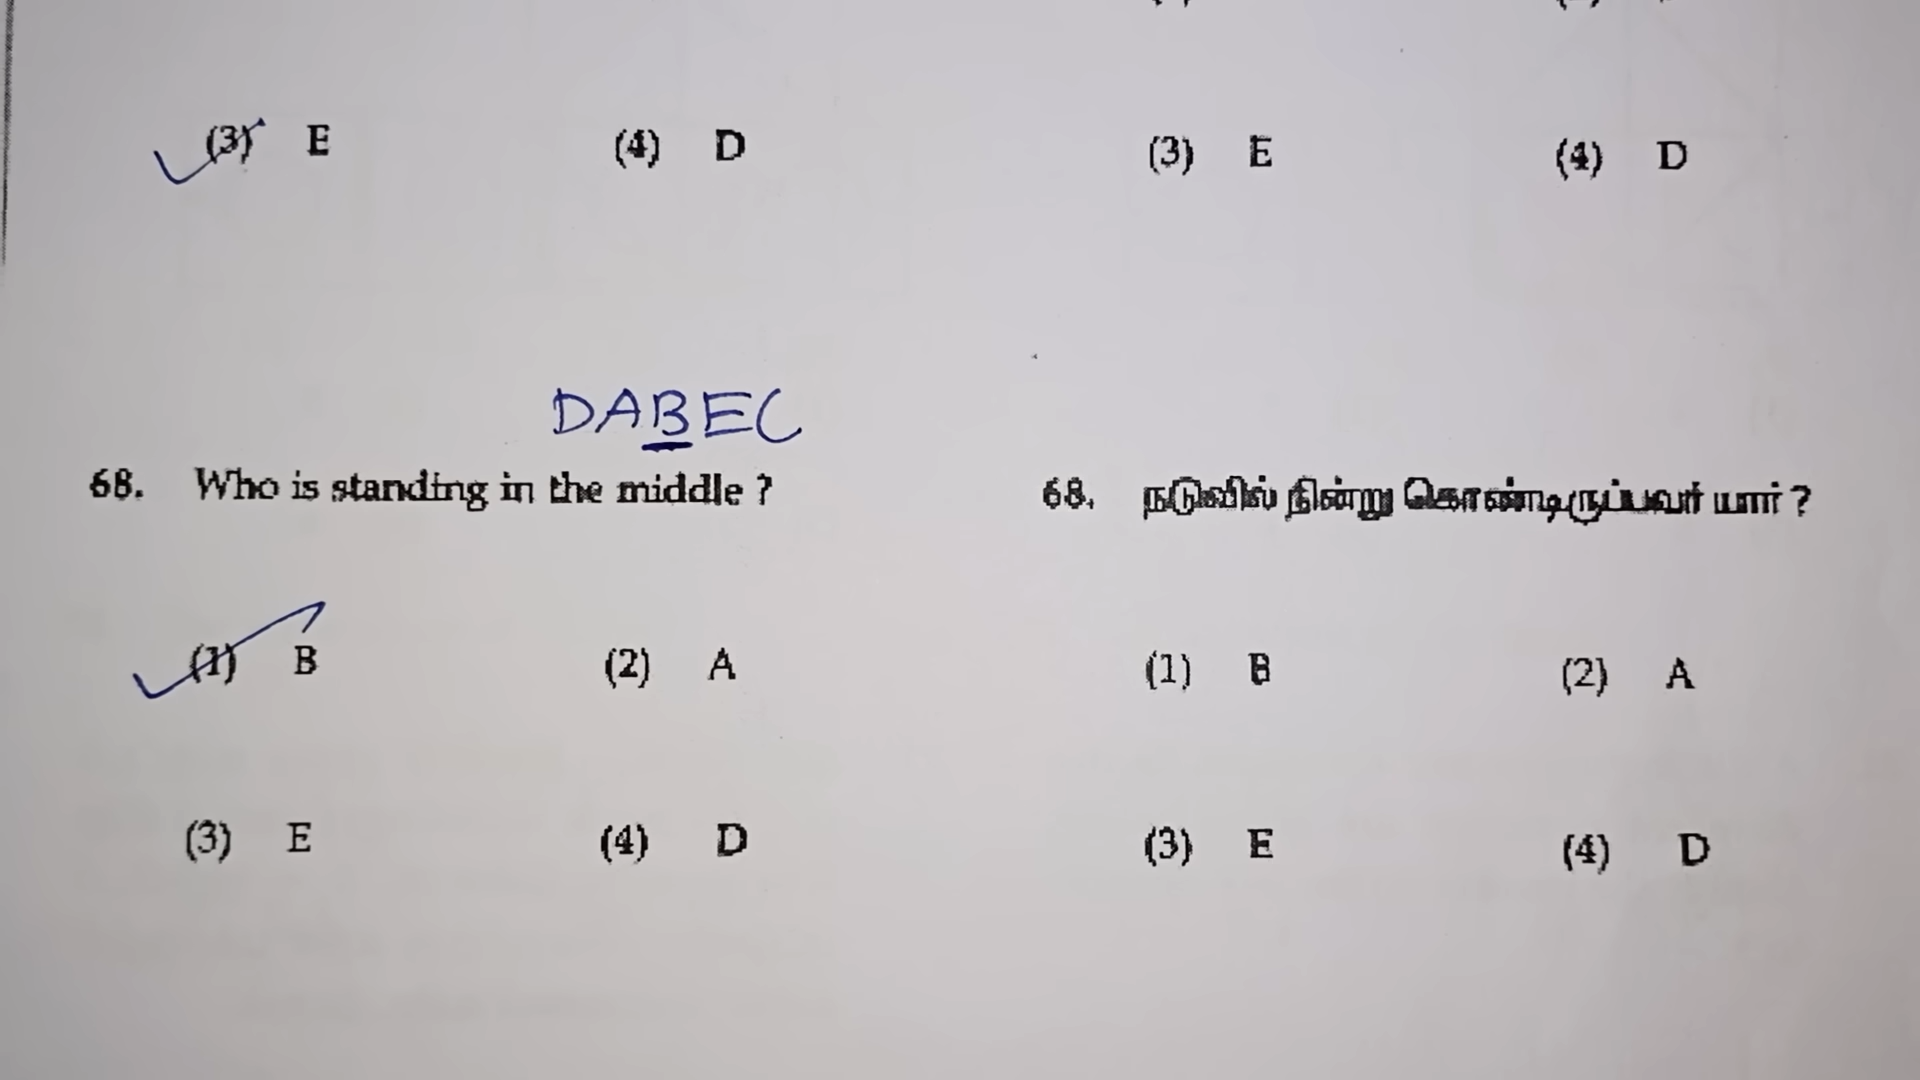 (3) E (4) D
DABEC
68. Who is standing in the middle ?
(1) B (2) A
(3) E (4) D
(3) E (4) D
68. நடுவில் நின்று கொண்டிருப்பவர் யார் ?
(1) B (2) A
(3) E (4) D